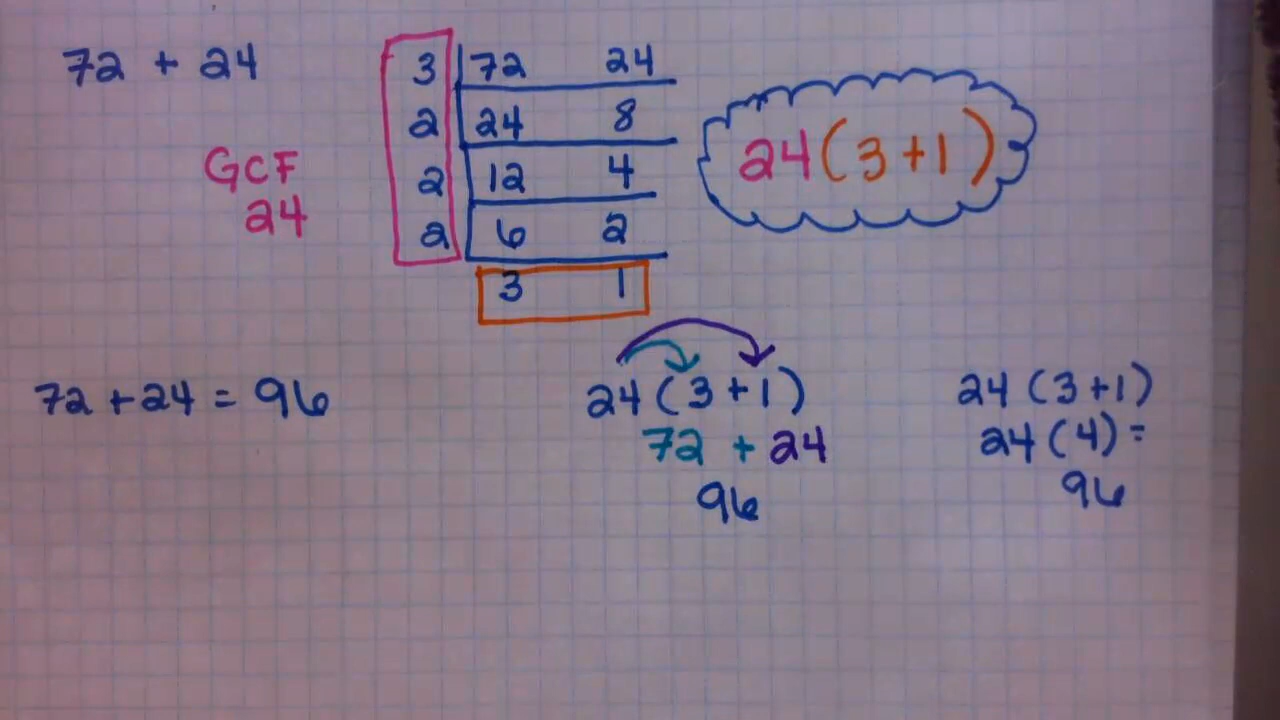 72 + 24
3 72 24
2 24 8
2 12 4
2 6 2
3 1
GCF
24
24(3+1)
72+24 = 96
24(3+1)
72 + 24
96
24(3+1)
24(4)=
96